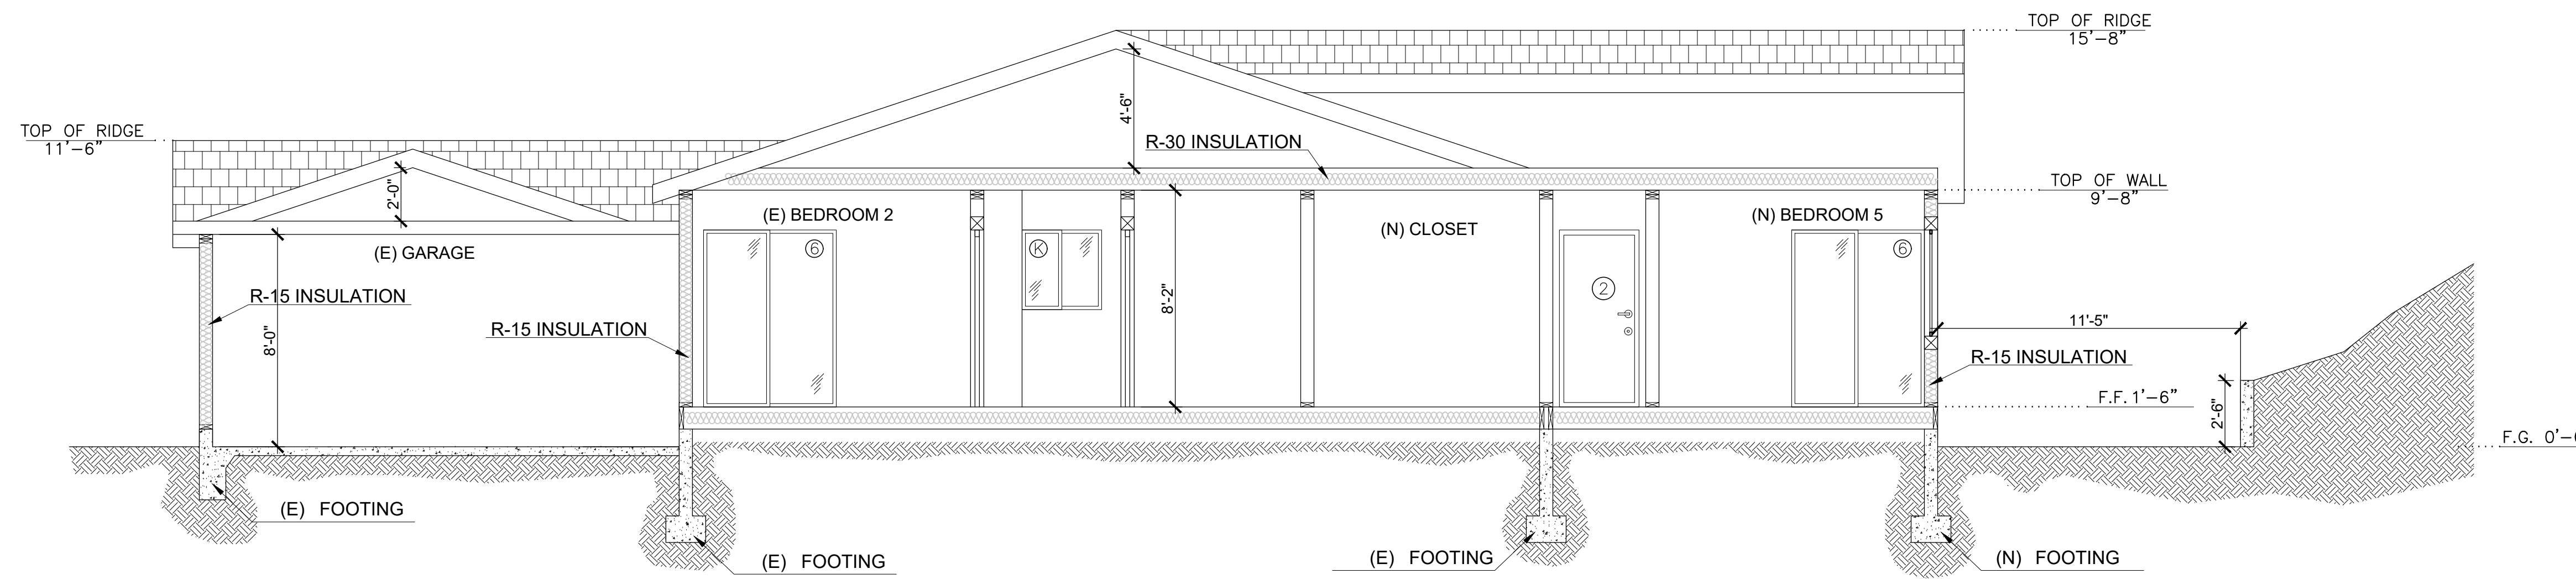 TOP OF RIDGE
15'-8"
TOP OF RIDGE
11'-6"
4'-6"
R-30 INSULATION
2'-0"
TOP OF WALL
9'-8"
(E) BEDROOM 2
(N) CLOSET
(N) BEDROOM 5
(E) GARAGE
6
K
6
2
R-15 INSULATION
8'-0"
R-15 INSULATION
8'-2"
11'-5"
R-15 INSULATION
F.F. 1'-6"
2'-6"
F.G. 0'-
(E) FOOTING
(E) FOOTING
(E) FOOTING
(N) FOOTING